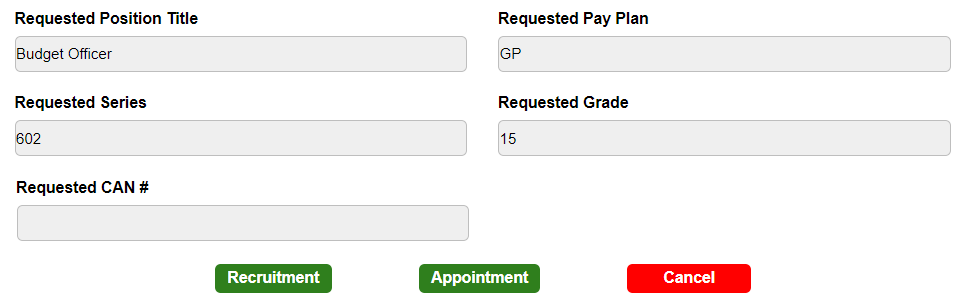 Requested Position Title
Requested Pay Plan
Budget Officer
GP
Requested Series
Requested Grade
602
15
Requested CAN #
Recruitment
Appointment
Cancel